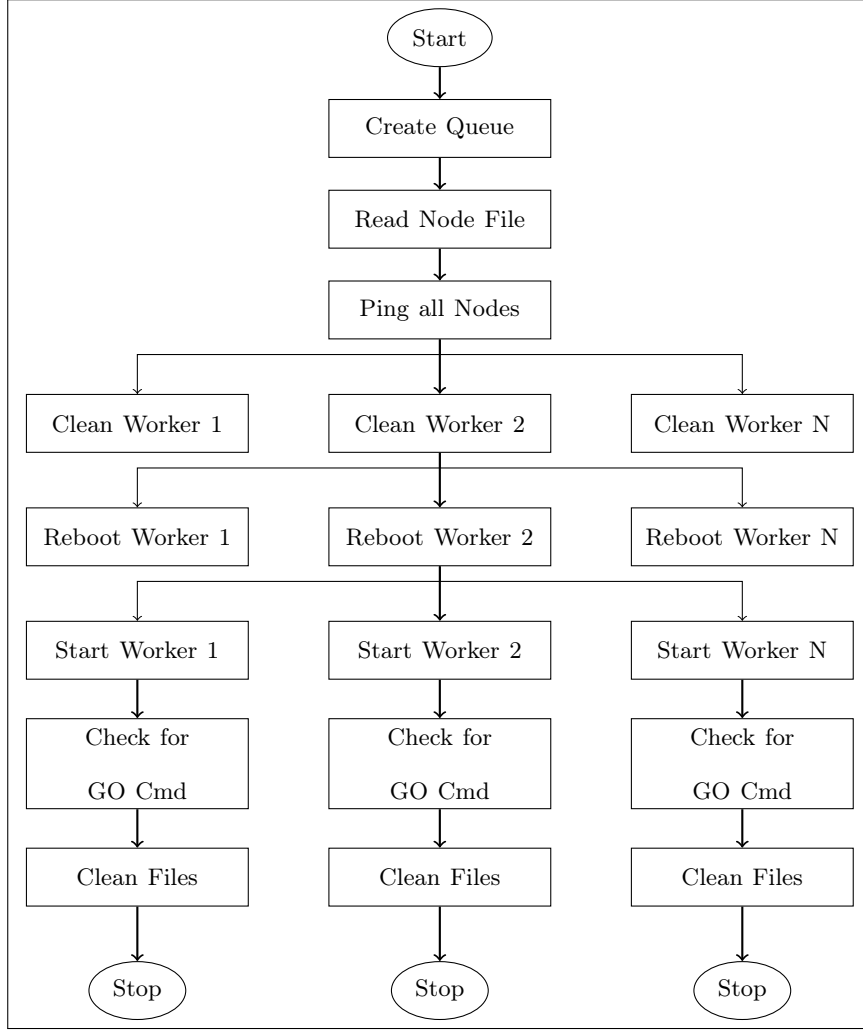 Start
Create Queue
Read Node File
Ping all Nodes
Clean Worker 1
Clean Worker 2
Clean Worker N
Reboot Worker 1
Reboot Worker 2
Reboot Worker N
Start Worker 1
Start Worker 2
Start Worker N
Check for
GO Cmd
Check for
GO Cmd
Check for
GO Cmd
Clean Files
Clean Files
Clean Files
Stop
Stop
Stop